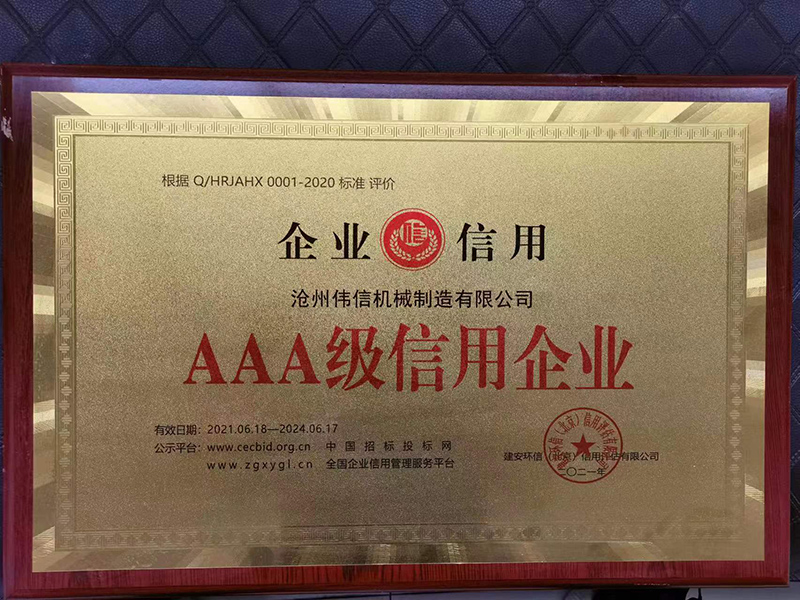 根据 Q/HRJAHX 0001-2020 标准 评价
企业 信 信用
沧州伟信机械制造有限公司
AAA级信用企业
有效日期：2021.06.18—2024.06.17
公示平台：www.cecbid.org.cn 中国招标投标网
www.zgxygl.cn 全国企业信用管理服务平台
建安环信（北京）信用评估有限公司
二〇二一年